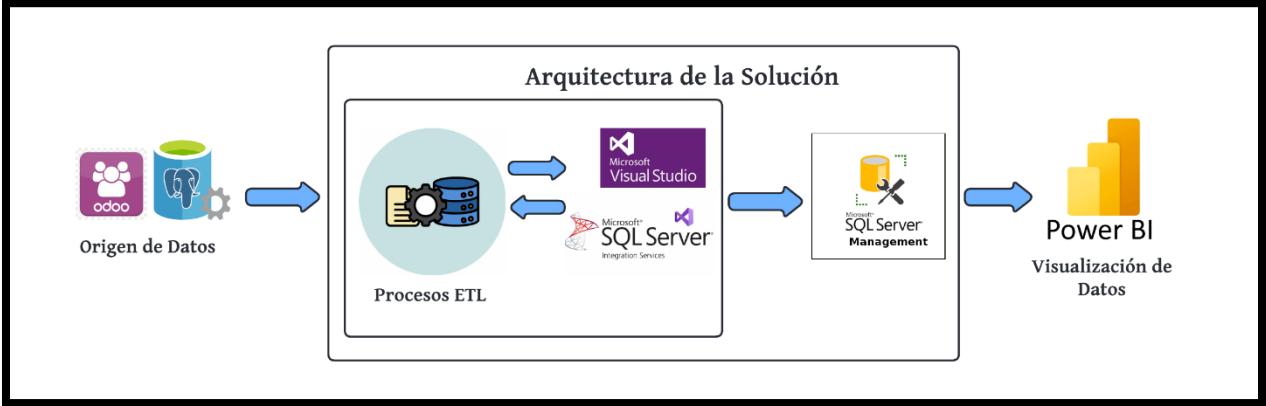 Arquitectura de la Solución
odoo
Origen de Datos
Procesos ETL
Microsoft
Visual Studio
Microsoft®
SQL Server®
Integration Services
Microsoft®
SQL Server®
Management
Power BI
Visualización de
Datos